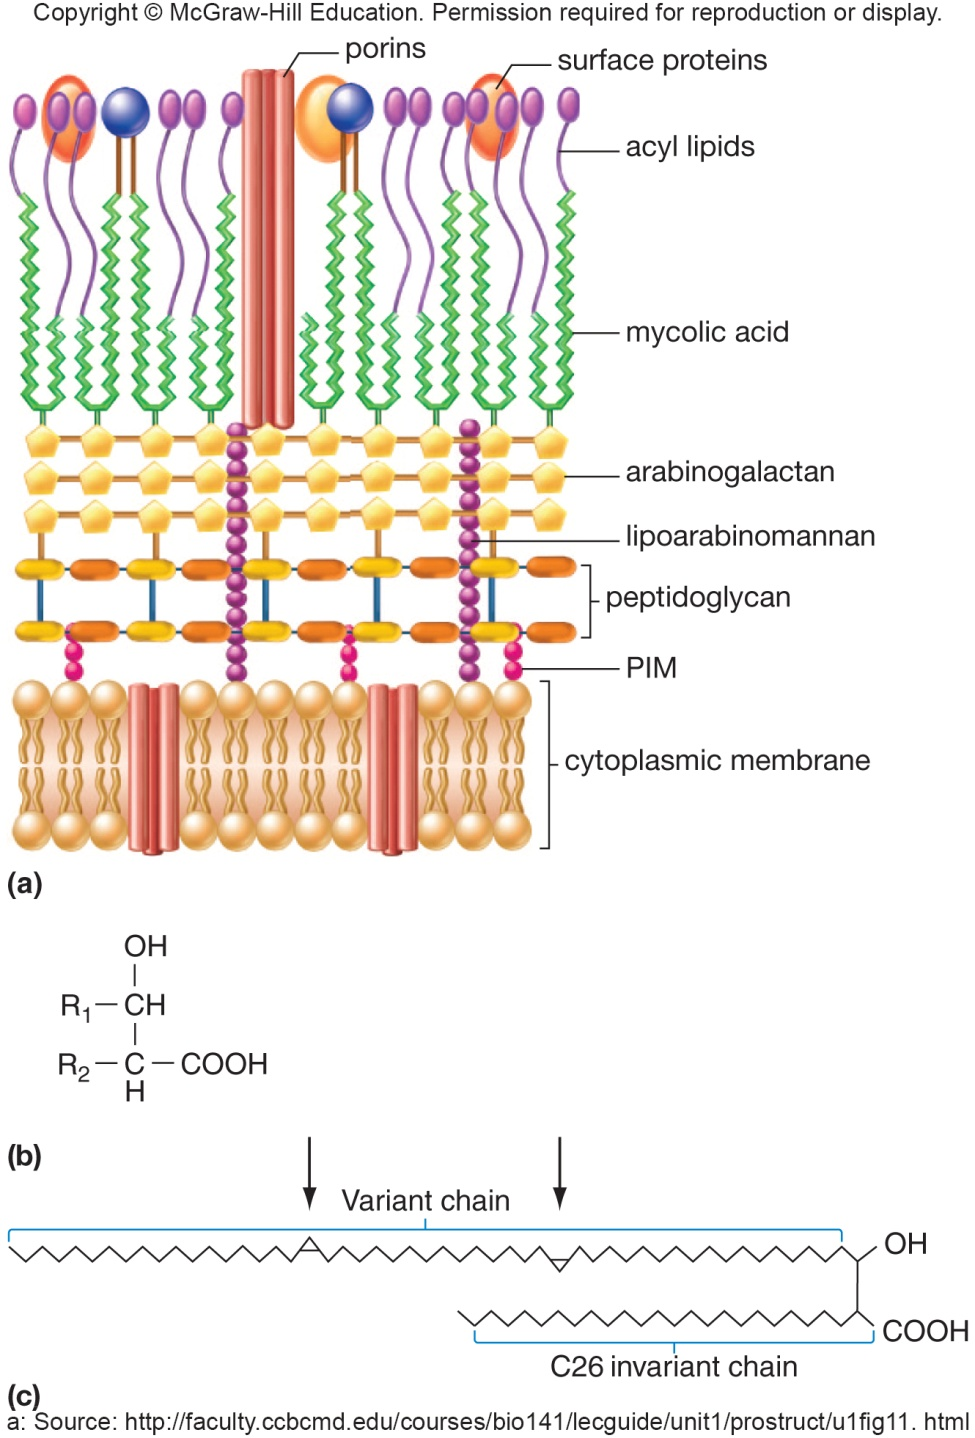 Copyright © McGraw-Hill Education. Permission required for reproduction or display.
porins
surface proteins
acyl lipids
mycolic acid
arabinogalactan
lipoarabinomannan
peptidoglycan
PIM
cytoplasmic membrane
(a)
OH
R1—CH
R2—C—COOH
H
(b)
Variant chain
OH
COOH
C26 invariant chain
(c)
a: Source: http://faculty.ccbcmd.edu/courses/bio141/lecguide/unit1/prostruct/u1fig11. html